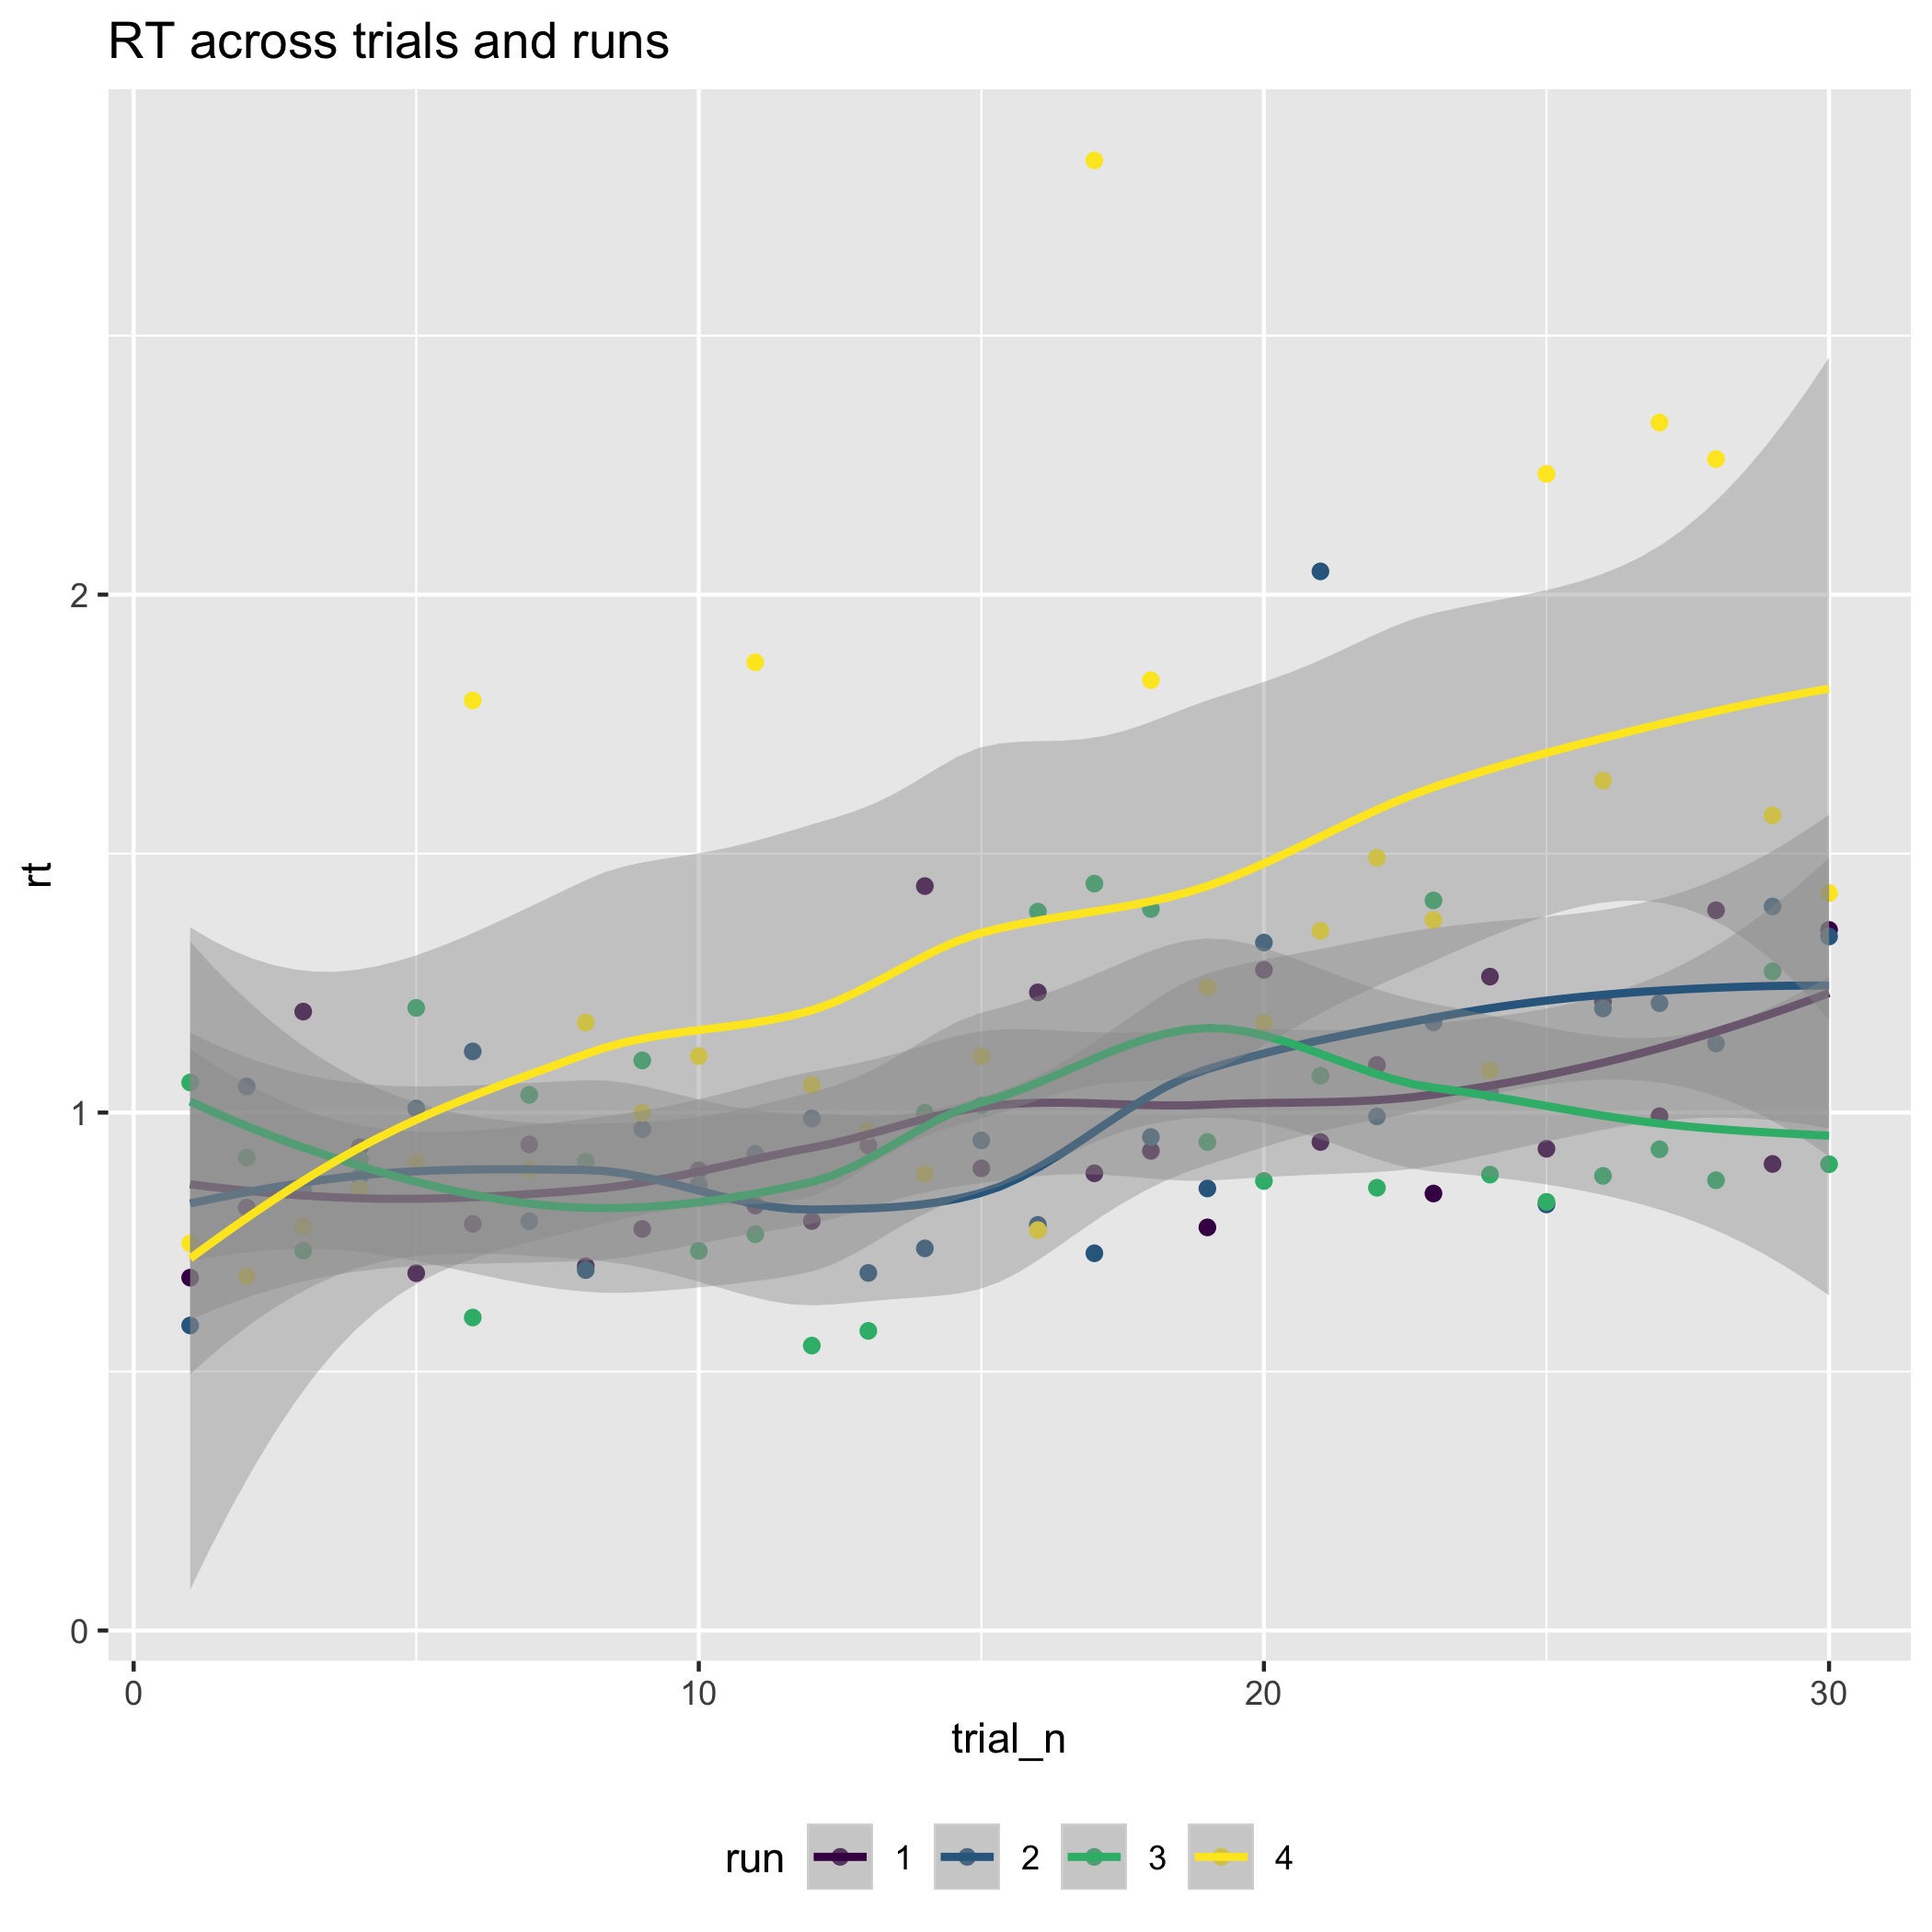 RT across trials and runs
rt
2
1
0
0 10 20 30
trial_n
run 1 2 3 4